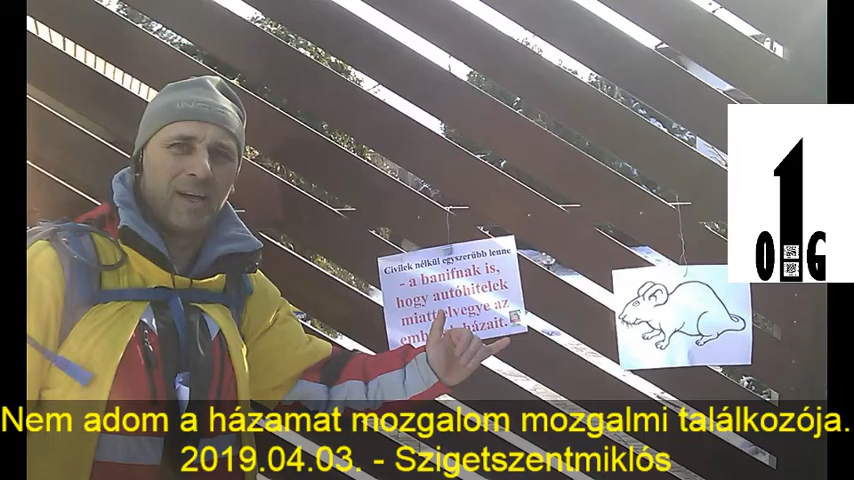 Civilek nélkül egyszerűbb lenne
- a banifnak is,
hogy autóhitelek
miatt elvegye az
házait.
1
O G
Nem adom a házamat mozgalom mozgalmi találkozója.
2019.04.03. - Szigetszentmiklós